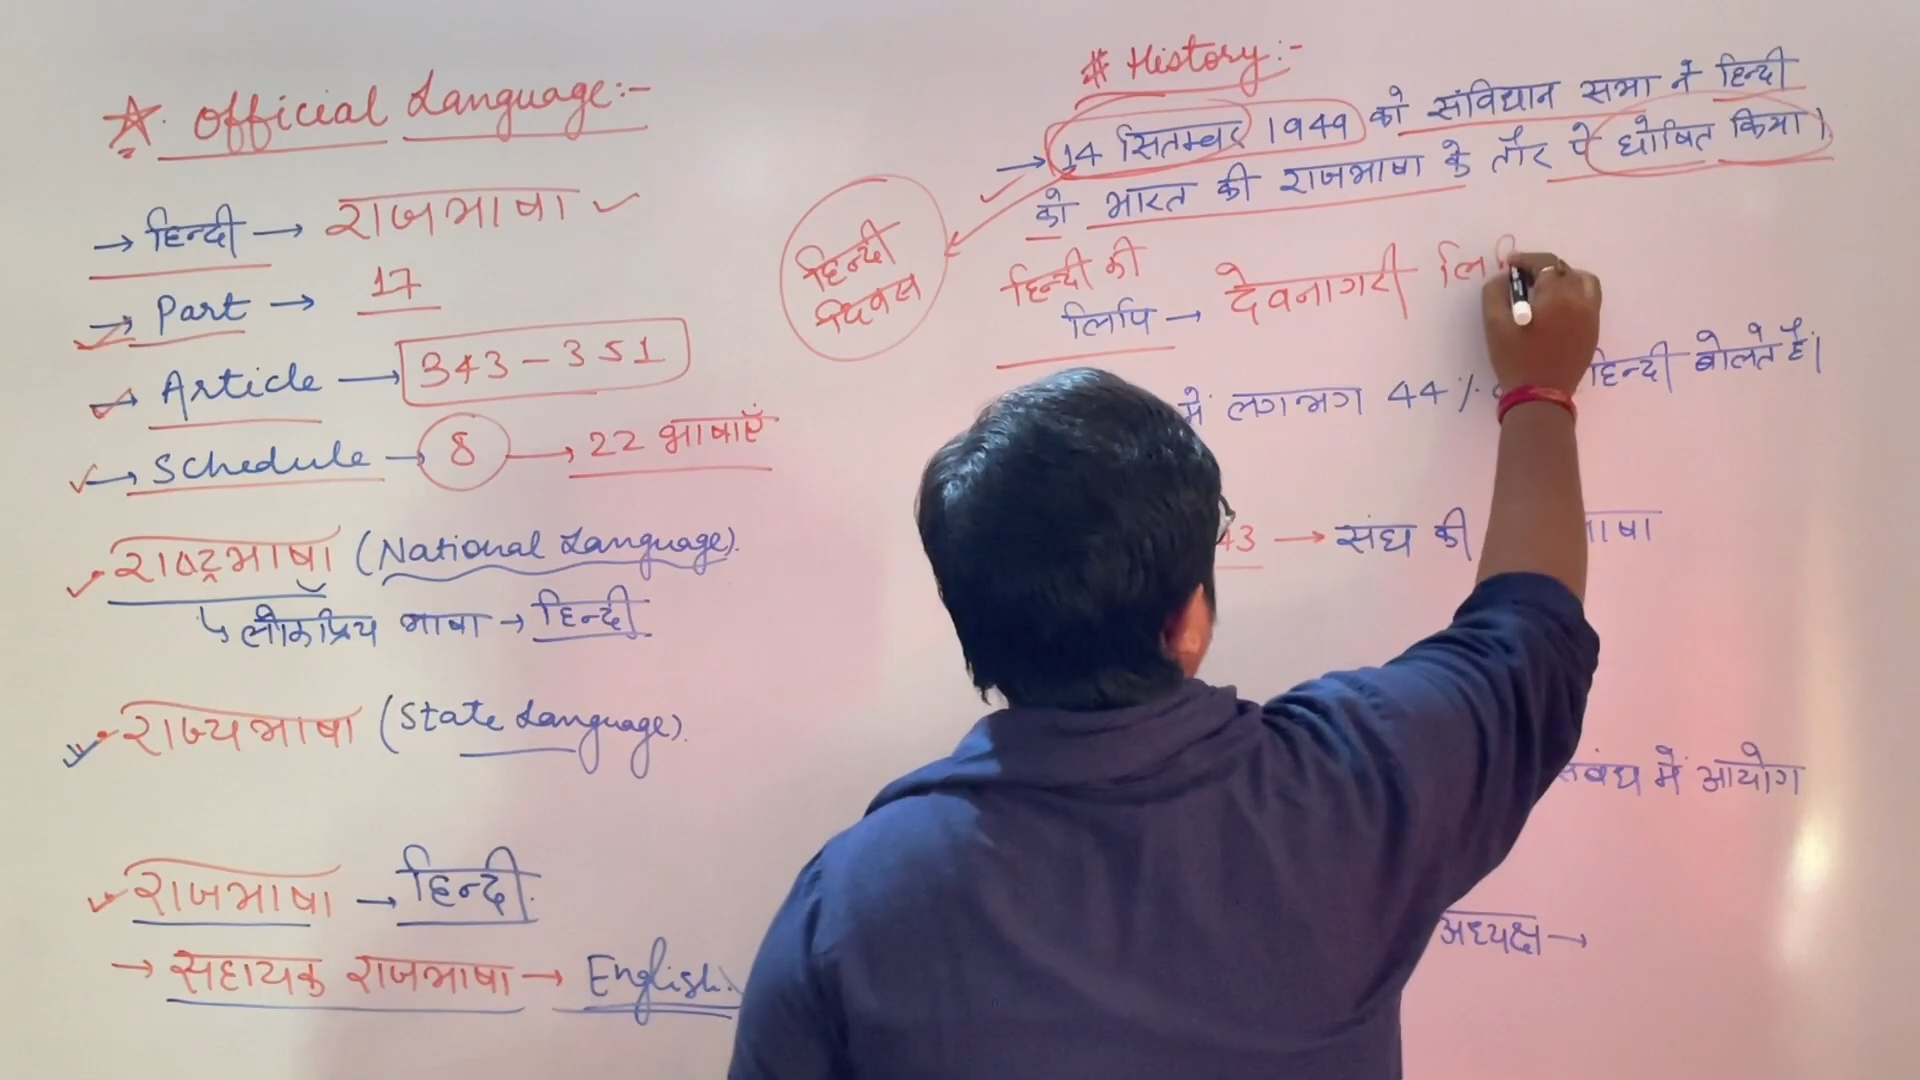 Official Language:-
→ हिन्दी → राजभाषा
→ Part → 17
Article → 343-351
→ Schedule → 8 → 22 भाषाएँ
राष्ट्रभाषा (National Language).
लोकप्रिय भाषा → हिन्दी
राज्यभाषा (State Language).
राजभाषा → हिन्दी.
→ सहायक राजभाषा → English.
# History:-
→ 14 सितम्बर 1949 को संविधान सभा ने हिन्दी
को भारत की राजभाषा के तौर पे घोषित किया।
हिन्दी दिवस
हिन्दी की
लिपि → देवनागरी
में लगभग 44% हिन्दी बोलते हैं।
43 → संघ की
संबंध में आयोग
अध्यक्ष →